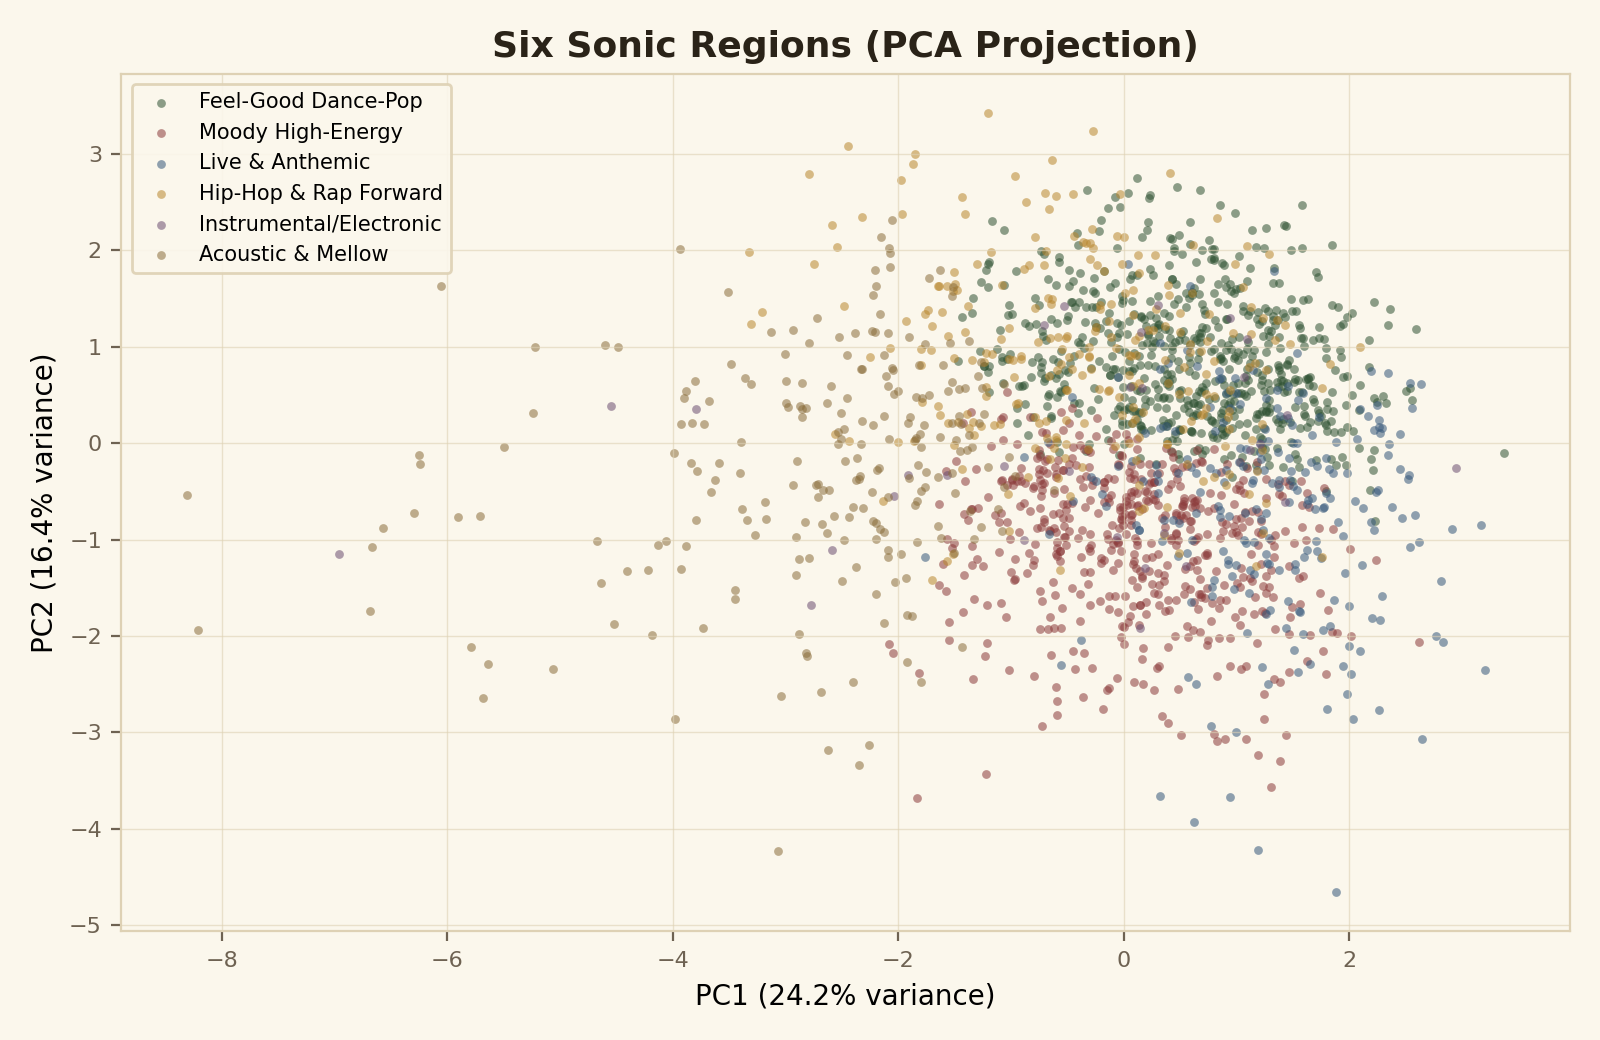 Six Sonic Regions (PCA Projection)
Feel-Good Dance-Pop
Moody High-Energy
Live & Anthemic
Hip-Hop & Rap Forward
Instrumental/Electronic
Acoustic & Mellow
3
2
1
0
−1
−2
−3
−4
−5
PC2 (16.4% variance)
−8 −6 −4 −2 0 2
PC1 (24.2% variance)